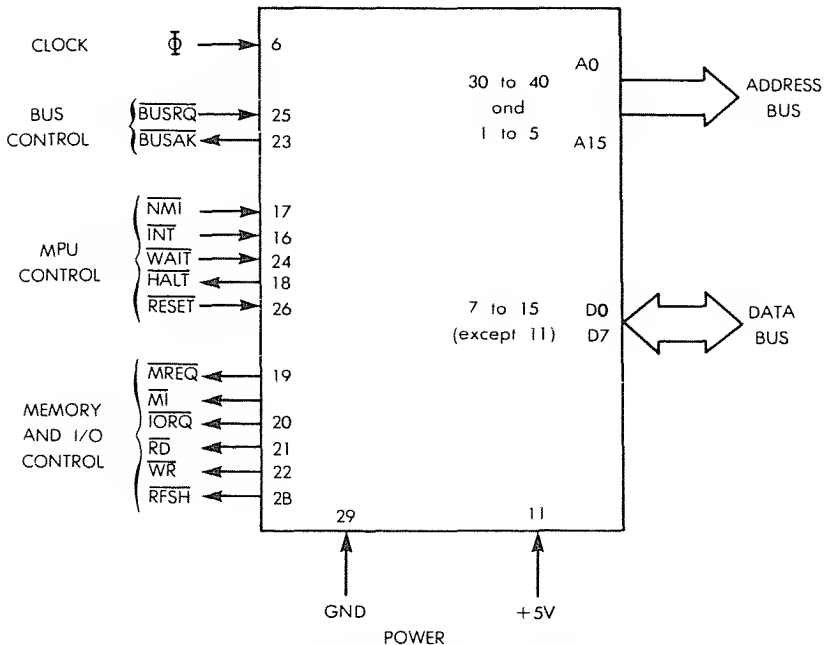 CLOCK Φ 6
BUS CONTROL
BUSRQ 25
BUSAK 23
MPU CONTROL
NMI 17
INT 16
WAIT 24
HALT 18
RESET 26
MEMORY AND I/O CONTROL
MREQ 19
MI
IORQ 20
RD 21
WR 22
RFSH 2B
30 to 40
ond
1 to 5
A0
A15
ADDRESS
BUS
7 to 15
(except 11)
D0
D7
DATA
BUS
29
11
GND
+5V
POWER